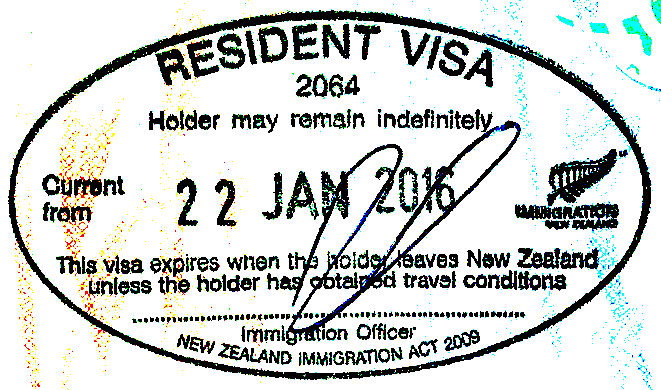 RESIDENT VISA
2064
Holder may remain indefinitely
Current from
22 JAN 2016
IMMIGRATION
NEW ZEALAND
This visa expires when the holder leaves New Zealand
unless the holder has obtained travel conditions
Immigration Officer
NEW ZEALAND IMMIGRATION ACT 2009